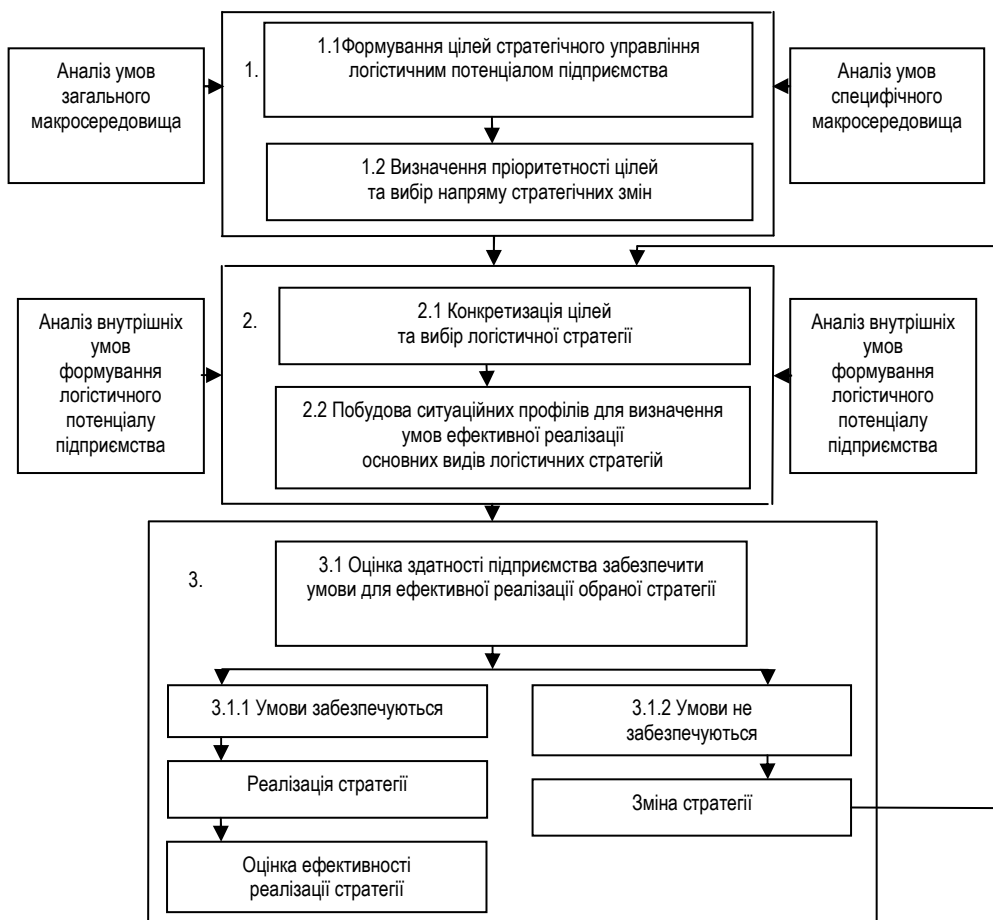 1.1Формування цілей стратегічного управління
логістичним потенціалом підприємства
1.
Аналіз умов
загального
макросередовища
Аналіз умов
специфічного
макросередовища
1.2 Визначення пріоритетності цілей
та вибір напряму стратегічних змін
2.1 Конкретизація цілей
та вибір логістичної стратегії
2.
Аналіз внутрішніх
умов
формування
логістичного
потенціалу
підприємства
Аналіз внутрішніх
умов
формування
логістичного
потенціалу
підприємства
2.2 Побудова ситуаційних профілів для визначення
умов ефективної реалізації
основних видів логістичних стратегій
3.1 Оцінка здатності підприємства забезпечити
умови для ефективної реалізації обраної стратегії
3.
3.1.1 Умови забезпечуються
3.1.2 Умови не
забезпечуються
Реалізація стратегії
Зміна стратегії
Оцінка ефективності
реалізації стратегії